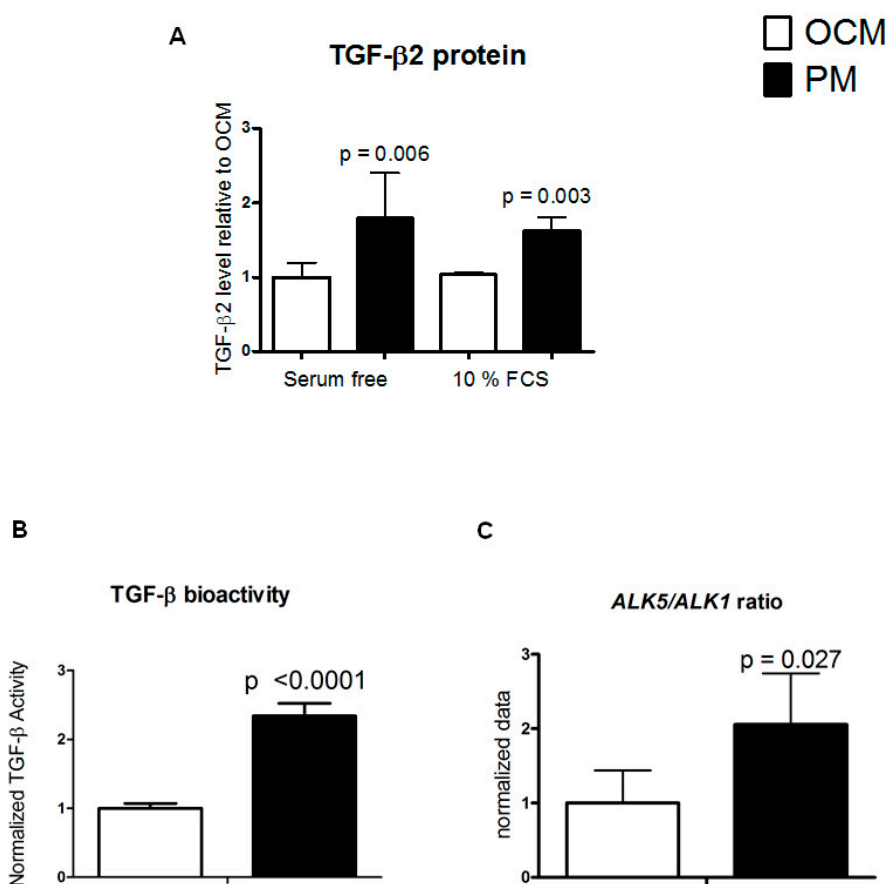 OCM
PM
A
TGF-β2 protein
TGF-β2 level relative to OCM
3
2
1
0
p = 0.006
p = 0.003
Serum free
10 % FCS
B
TGF-β bioactivity
Normalized TGF-β Activity
3
2
1
0
p <0.0001
C
ALK5/ALK1 ratio
normalized data
3
2
1
0
p = 0.027